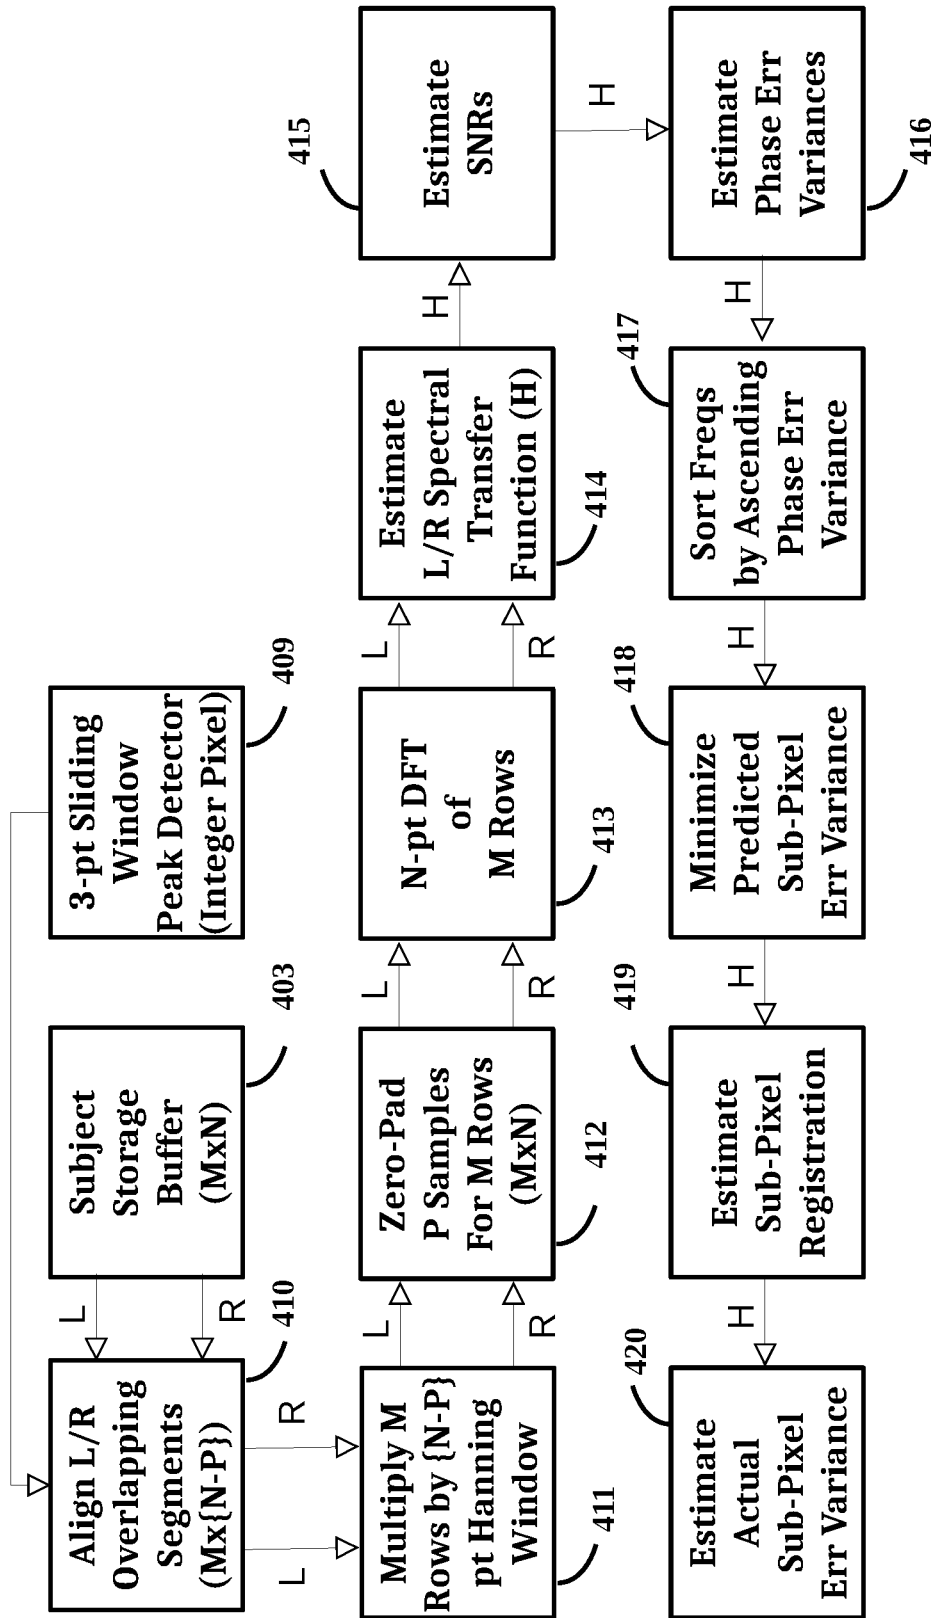 Align L/R
Overlapping
Segments
(Mx{N-P})
410
L
R
Subject
Storage
Buffer
(MxN)
403
3-pt Sliding
Window
Peak Detector
(Integer Pixel)
409
L
R
Multiply M
Rows by {N-P}
pt Hanning
Window
411
L
R
Zero-Pad
P Samples
For M Rows
(MxN)
412
L
R
N-pt DFT
of
M Rows
413
L
R
Estimate
L/R Spectral
Transfer
Function (H)
414
H
Estimate
SNRs
415
H
Estimate
Phase Err
Variances
416
H
Sort Freqs
by Ascending
Phase Err
Variance
417
H
Minimize
Predicted
Sub-Pixel
Err Variance
418
H
Estimate
Sub-Pixel
Registration
419
H
Estimate
Actual
Sub-Pixel
Err Variance
420